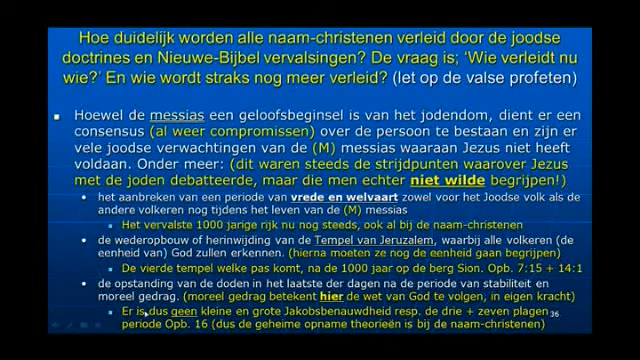 Hoe duidelijk worden alle naam-christenen verleid door de joodse
doctrines en Nieuwe-Bijbel vervalsingen? De vraag is; ‘Wie verleidt nu
wie?’ En wie wordt straks nog meer verleid? (let op de valse profeten)
Hoewel de messias een geloofsbeginsel is van het jodendom, dient er een
consensus (al weer compromissen) over de persoon te bestaan en zijn er
vele joodse verwachtingen van de (M) messias waaraan Jezus niet heeft
voldaan. Onder meer: (dit waren steeds de strijdpunten waarover Jezus
met de joden debatteerde, maar die men echter niet wilde begrijpen!)
het aanbreken van een periode van vrede en welvaart zowel voor het Joodse volk als de
andere volkeren nog tijdens het leven van de (M) messias
Het vervalste 1000 jarige rijk nu nog steeds, ook al bij de naam-christenen
de wederopbouw of herinwijding van de Tempel van Jeruzalem, waarbij alle volkeren (de
eenheid van) God zullen erkennen. (hierna moeten ze nog de eenheid gaan begrijpen)
De vierde tempel welke pas komt, na de 1000 jaar op de berg Sion. Opb. 7:15 + 14:1
de opstanding van de doden in het laatste der dagen na de periode van stabiliteit en
moreel gedrag. (moreel gedrag betekent hier de wet van God te volgen, in eigen kracht)
Er is dus geen kleine en grote Jakobsbenauwdheid resp. de drie + zeven plagen
periode Opb. 16 (dus de geheime opname theorieën is bij de naam-christenen)
36